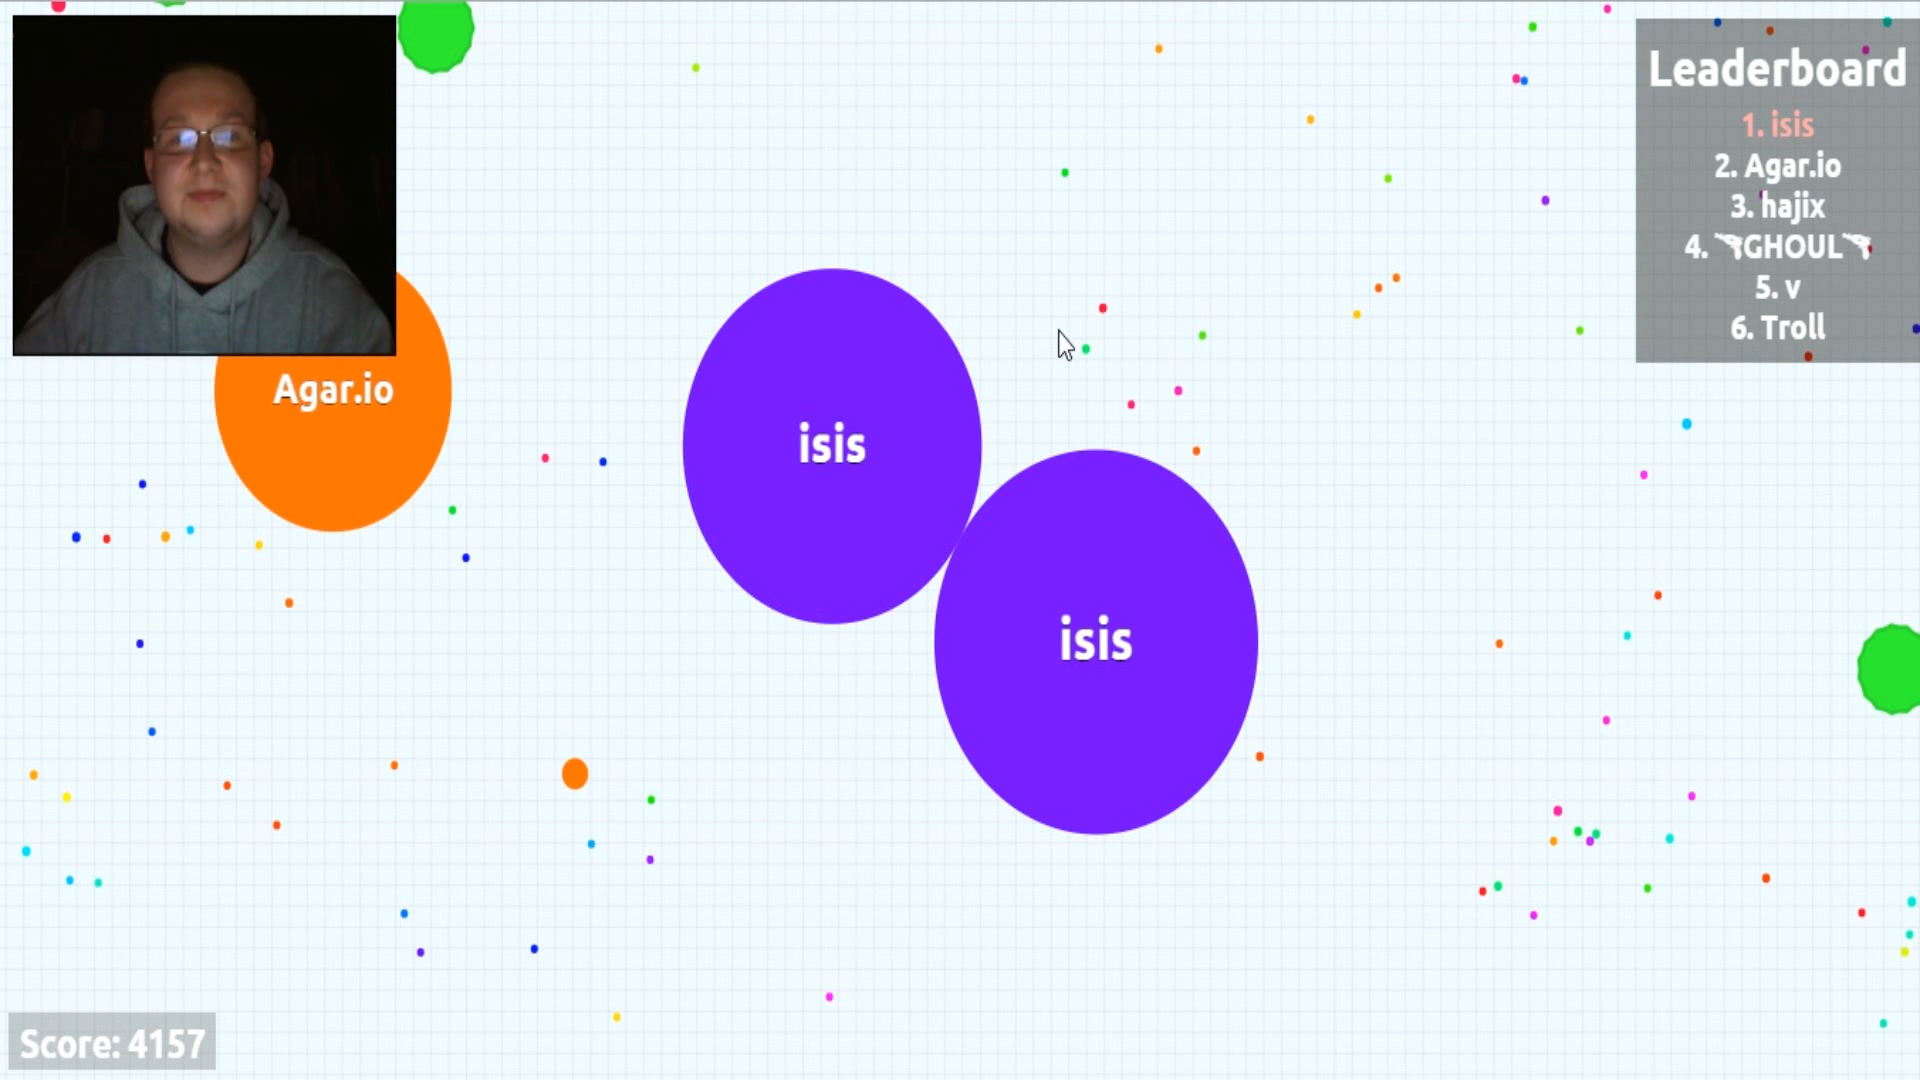 Leaderboard
1. isis
2. Agar.io
3. hajix
4. 🔫GHOUL🔫
5. v
6. Troll
Agar.io
isis
isis
Score: 4157